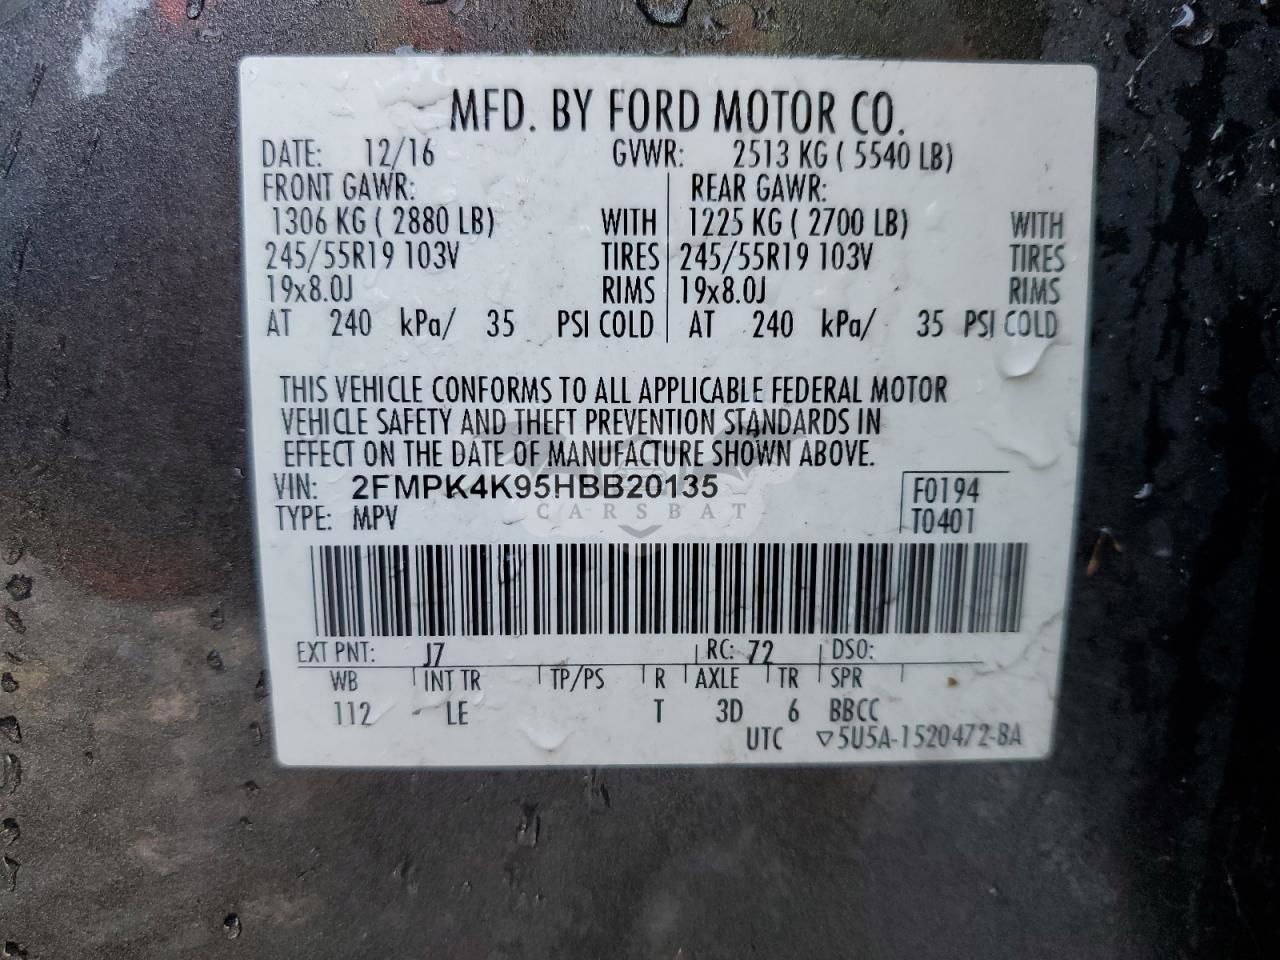 MFD. BY FORD MOTOR CO.
DATE: 12/16 GVWR: 2513 KG ( 5540 LB)
FRONT GAWR: REAR GAWR:
1306 KG ( 2880 LB) WITH 1225 KG ( 2700 LB) WITH
245/55R19 103V TIRES 245/55R19 103V TIRES
19x8.0J RIMS 19x8.0J RIMS
AT 240 kPa/ 35 PSI COLD AT 240 kPa/ 35 PSI COLD
THIS VEHICLE CONFORMS TO ALL APPLICABLE FEDERAL MOTOR
VEHICLE SAFETY AND THEFT PREVENTION STANDARDS IN
EFFECT ON THE DATE OF MANUFACTURE SHOWN ABOVE.
VIN: 2FMPK4K95HBB20135 F0194
CARSBAT
TYPE: MPV T0401
EXT PNT: J7 RC: 72 DSO:
WB INT TR TP/PS R AXLE TR SPR
112 LE T 3D 6 BBCC
UTC ▽5U5A-1520472-BA